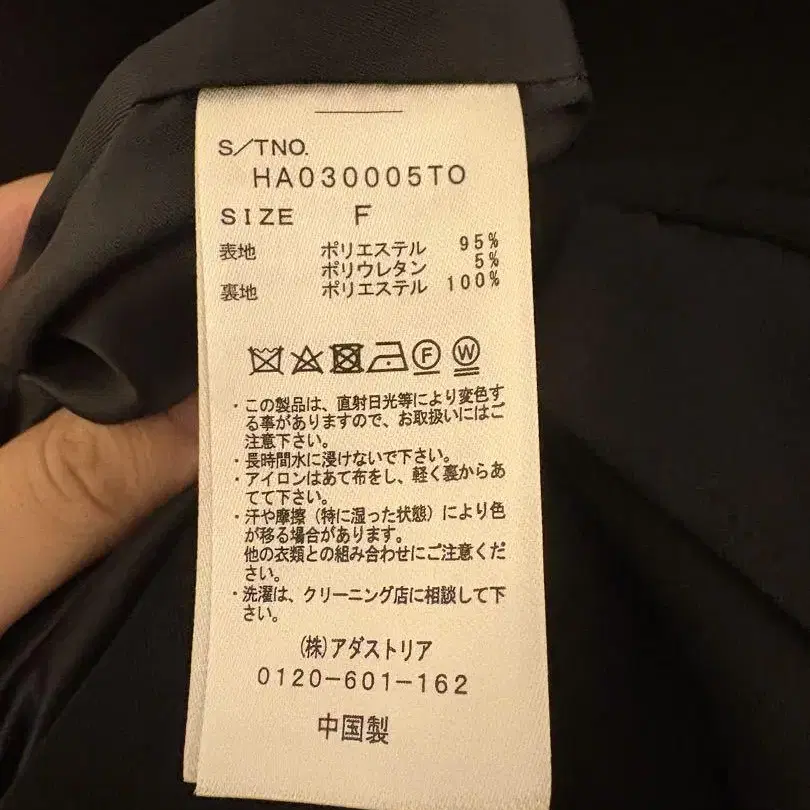 S/TNO.
HA030005TO
SIZE F
表地 ポリエステル 95%
ポリウレタン 5%
裏地 ポリエステル 100%
F W
・この製品は、直射日光等により変色す
る事がありますので、お取扱いにはご
注意下さい。
・長時間水に浸けないで下さい。
・アイロンはあて布をし、軽く裏からあ
てて下さい。
・汗や摩擦（特に湿った状態）により色
が移る場合があります。
他の衣類との組み合わせにご注意くだ
さい。
・洗濯は、クリーニング店に相談して下
さい。
(株)アダストリア
0120-601-162
中国製